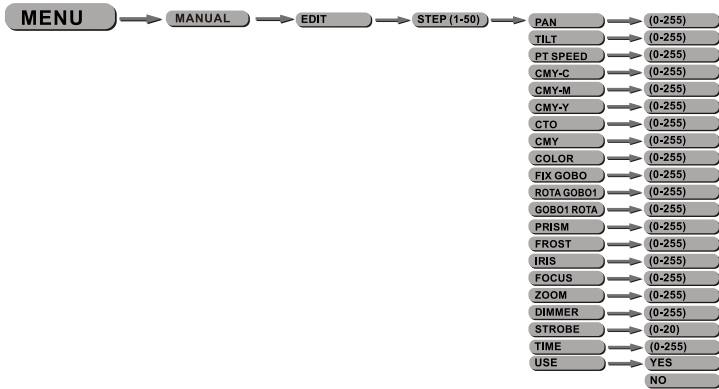 MENU MANUAL EDIT STEP (1-50) PAN (0-255)
TILT (0-255)
PT SPEED (0-255)
CMY-C (0-255)
CMY-M (0-255)
CMY-Y (0-255)
CTO (0-255)
CMY (0-255)
COLOR (0-255)
FIX GOBO (0-255)
ROTA GOBO1 (0-255)
GOBO1 ROTA (0-255)
PRISM (0-255)
FROST (0-255)
IRIS (0-255)
FOCUS (0-255)
ZOOM (0-255)
DIMMER (0-255)
STROBE (0-20)
TIME (0-255)
USE YES
NO